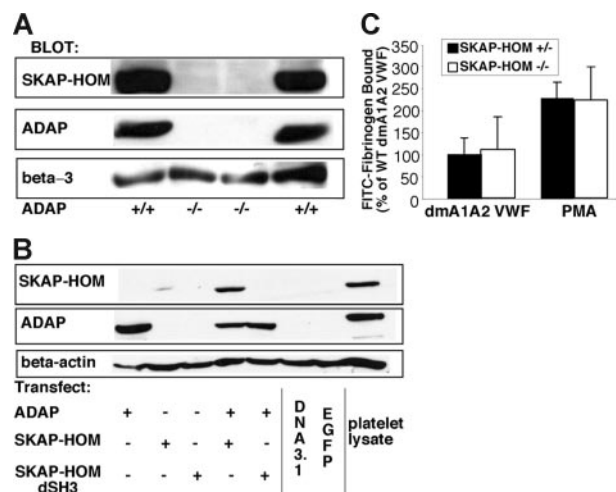 A
BLOT:
SKAP-HOM
ADAP
beta-3
ADAP +/+ -/- -/- +/+
C
FITC-Fibrinogen Bound
(% of WT dmA1A2 VWF)
350
300
250
200
150
100
50
0
SKAP-HOM +/-
SKAP-HOM -/-
dmA1A2 VWF PMA
B
SKAP-HOM
ADAP
beta-actin
Transfect:
ADAP + - - + + 
SKAP-HOM - + - + -
SKAP-HOM dSH3 - - + - +
DNA3.1
EGFP
platelet
lysate